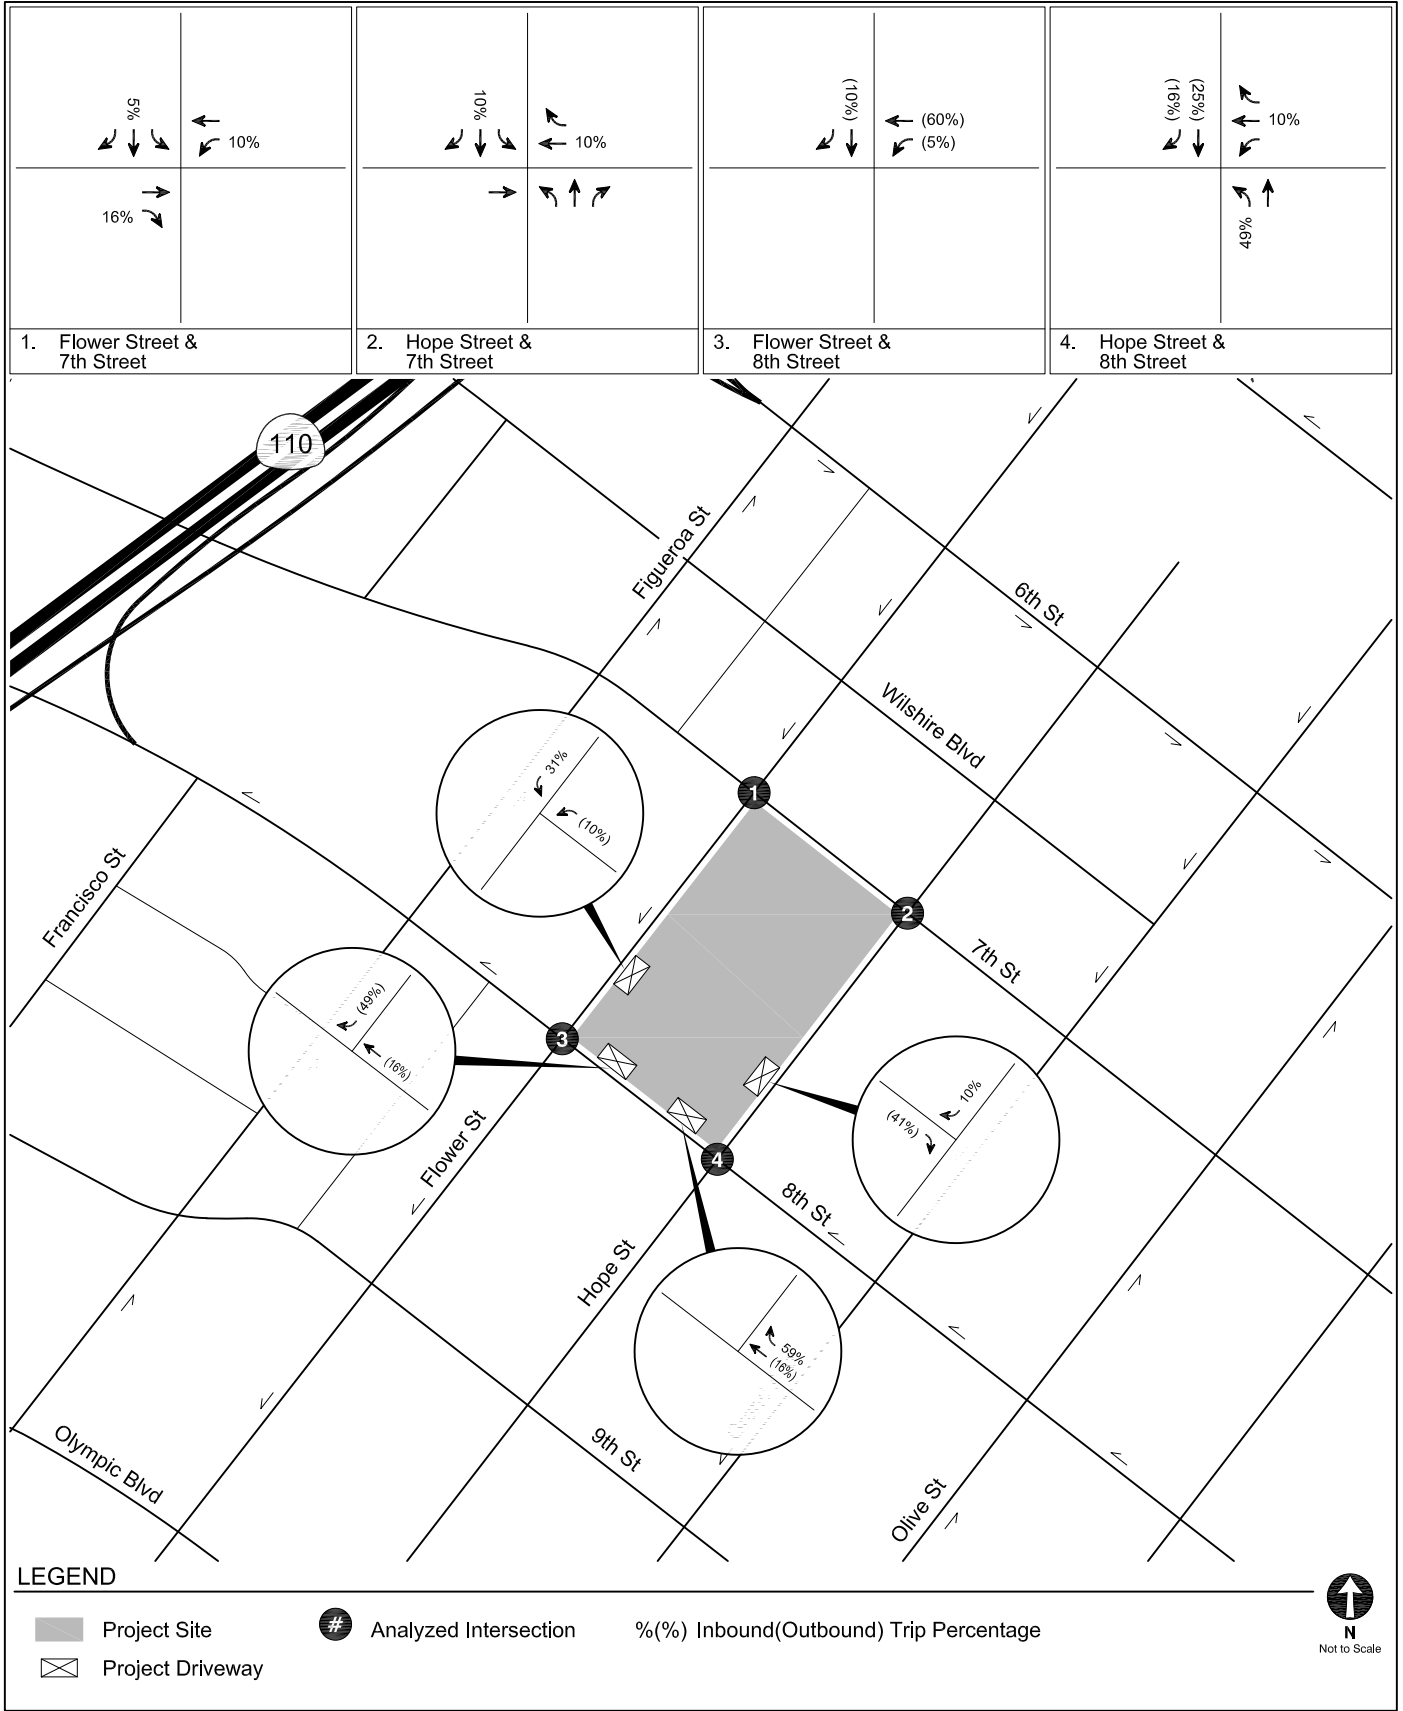 5%
10%
16%
1. Flower Street &
7th Street
10%
10%
2. Hope Street &
7th Street
(10%)
(60%)
(5%)
3. Flower Street &
8th Street
(16%)
(25%)
10%
49%
4. Hope Street &
8th Street
110
Figueroa St
6th St
Wilshire Blvd
31%
(10%)
1
Francisco St
2
7th St
(49%)
(16%)
3
10%
(41%)
Flower St
4
8th St
Hope St
59%
(16%)
Olympic Blvd
9th St
Olive St
LEGEND
Project Site
# Analyzed Intersection
%(%) Inbound(Outbound) Trip Percentage
Project Driveway
N
Not to Scale